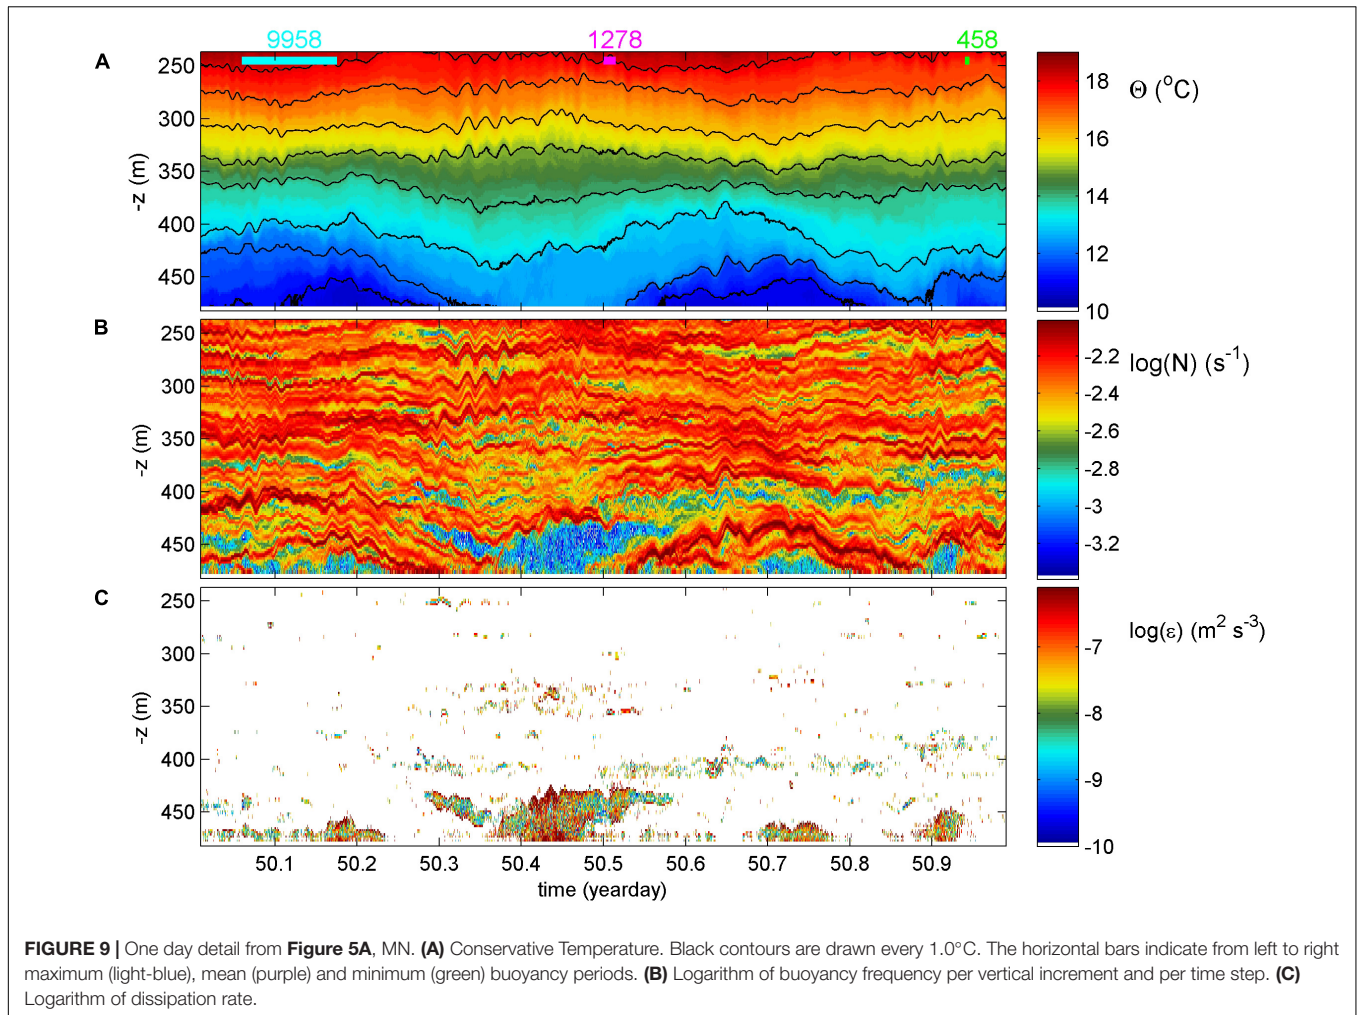 9958 1278 458
A
250
300
350
400
450
-z (m)
18
16
14
12
10
Θ (°C)
B
250
300
350
400
450
-z (m)
-2.2
-2.4
-2.6
-2.8
-3
-3.2
log(N) (s⁻¹)
C
250
300
350
400
450
-z (m)
-7
-8
-9
-10
log(ε) (m² s⁻³)
50.1 50.2 50.3 50.4 50.5 50.6 50.7 50.8 50.9
time (yearday)
FIGURE 9 | One day detail from Figure 5A, MN. (A) Conservative Temperature. Black contours are drawn every 1.0°C. The horizontal bars indicate from left to right
maximum (light-blue), mean (purple) and minimum (green) buoyancy periods. (B) Logarithm of buoyancy frequency per vertical increment and per time step. (C)
Logarithm of dissipation rate.